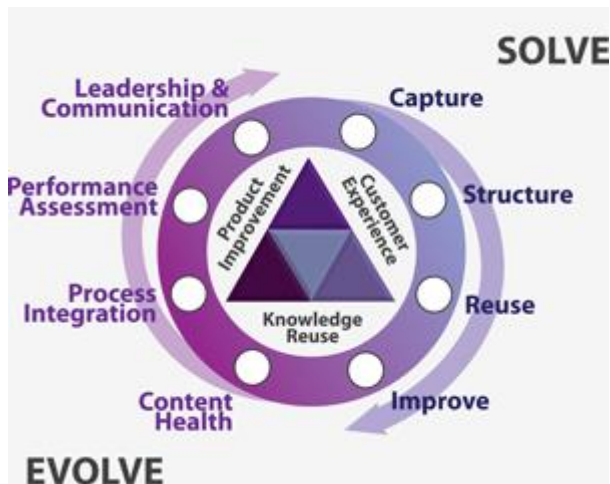 SOLVE
Leadership &
Communication
Capture
Performance
Assessment
Structure
Product
Improvement
Customer
Experience
Process
Integration
Reuse
Knowledge
Reuse
Content
Health
Improve
EVOLVE